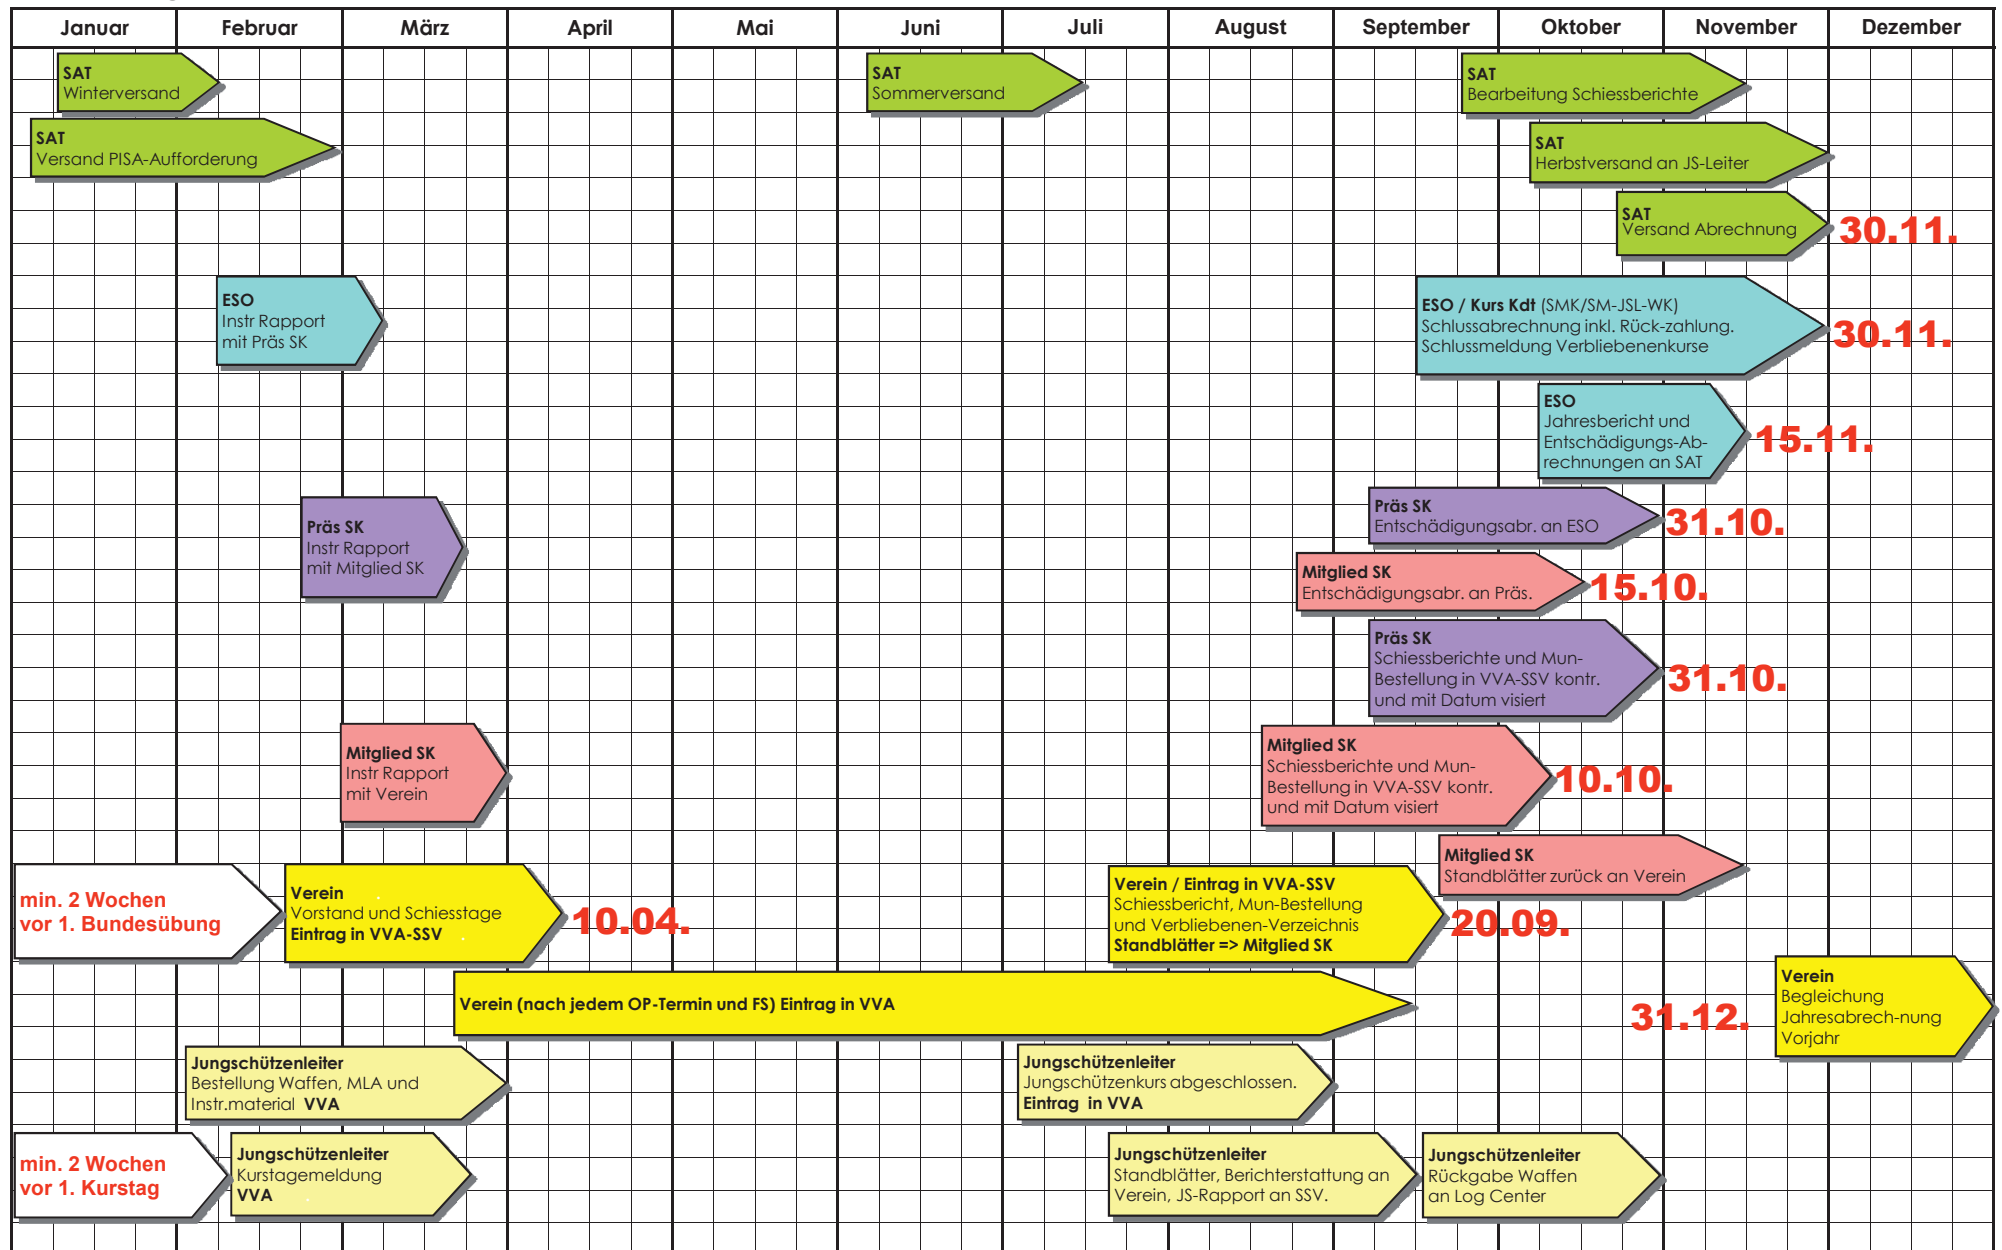 Januar
Februar
März
April
Mai
Juni
Juli
August
September
Oktober
November
Dezember
SAT
Winterversand
SAT
Sommerversand
SAT
Bearbeitung Schiessberichte
SAT
Versand PISA-Aufforderung
SAT
Herbstversand an JS-Leiter
SAT
Versand Abrechnung
30.11.
ESO
Instr Rapport
mit Präs SK
ESO / Kurs Kdt (SMK/SM-JSL-WK)
Schlussabrechnung inkl. Rück-zahlung.
Schlussmeldung Verbliebenenkurse
30.11.
ESO
Jahresbericht und
Entschädigungs-Ab-
rechnungen an SAT
15.11.
Präs SK
Instr Rapport
mit Mitglied SK
Präs SK
Entschädigungsabr. an ESO
31.10.
Mitglied SK
Entschädigungsabr. an Präs.
15.10.
Präs SK
Schiessberichte und Mun-
Bestellung in VVA-SSV kontr.
und mit Datum visiert
31.10.
Mitglied SK
Instr Rapport
mit Verein
Mitglied SK
Schiessberichte und Mun-
Bestellung in VVA-SSV kontr.
und mit Datum visiert
10.10.
Mitglied SK
Standblätter zurück an Verein
min. 2 Wochen
vor 1. Bundesübung
Verein
Vorstand und Schiesstage
Eintrag in VVA-SSV
10.04.
Verein / Eintrag in VVA-SSV
Schiessbericht, Mun-Bestellung
und Verbliebenen-Verzeichnis
Standblätter => Mitglied SK
20.09.
Verein (nach jedem OP-Termin und FS) Eintrag in VVA
31.12.
Verein
Begleichung
Jahresabrech-nung
Vorjahr
Jungschützenleiter
Bestellung Waffen, MLA und
Instr.material VVA
Jungschützenleiter
Jungschützenkurs abgeschlossen.
Eintrag in VVA
min. 2 Wochen
vor 1. Kurstag
Jungschützenleiter
Kurstagemeldung
VVA
Jungschützenleiter
Standblätter, Berichterstattung an
Verein, JS-Rapport an SSV.
Jungschützenleiter
Rückgabe Waffen
an Log Center